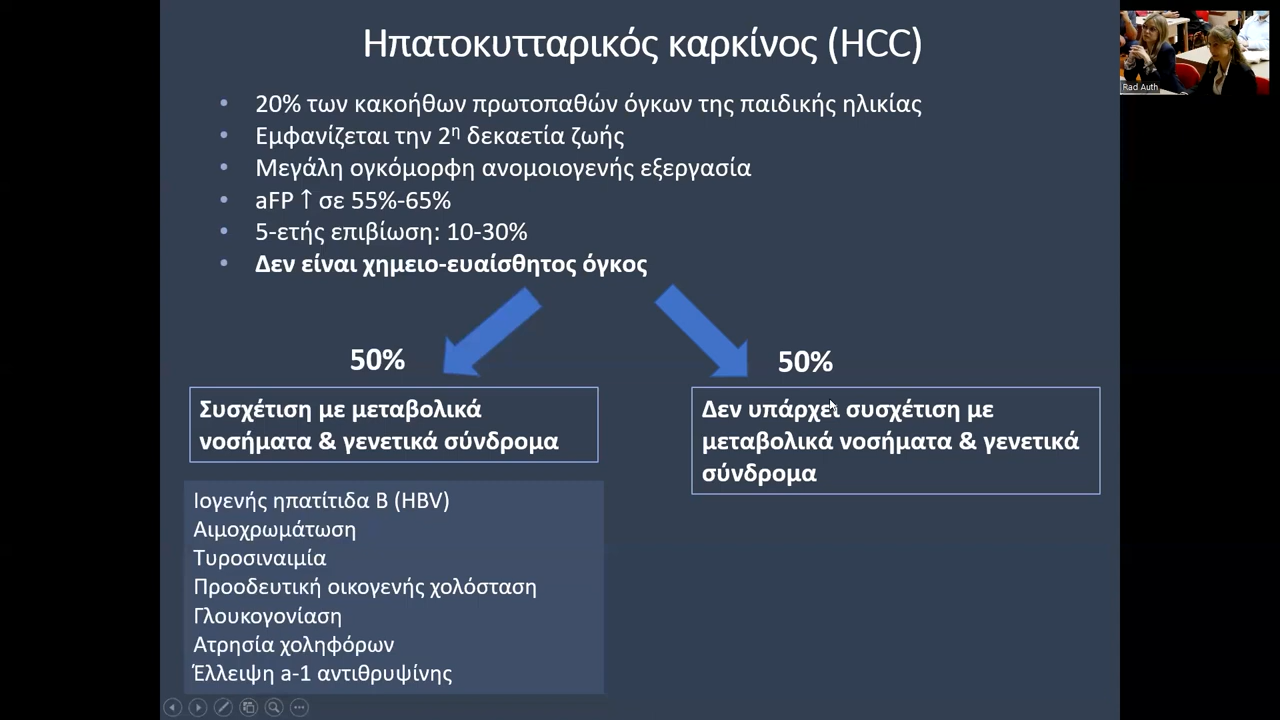 Ηπατοκυτταρικός καρκίνος (HCC)
Rad Auth
• 20% των κακοήθων πρωτοπαθών όγκων της παιδικής ηλικίας
• Εμφανίζεται την 2η δεκαετία ζωής
• Μεγάλη ογκόμορφη ανομοιογενής εξεργασία
• aFP ↑ σε 55%-65%
• 5-ετής επιβίωση: 10-30%
• Δεν είναι χημειο-ευαίσθητος όγκος
50%
Συσχέτιση με μεταβολικά
νοσήματα & γενετικά σύνδρομα
Ιογενής ηπατίτιδα Β (HBV)
Αιμοχρωμάτωση
Τυροσιναιμία
Προοδευτική οικογενής χολόσταση
Γλουκογονίαση
Ατρησία χοληφόρων
Έλλειψη a-1 αντιθρυψίνης
50%
Δεν υπάρχει συσχέτιση με
μεταβολικά νοσήματα & γενετικά
σύνδρομα